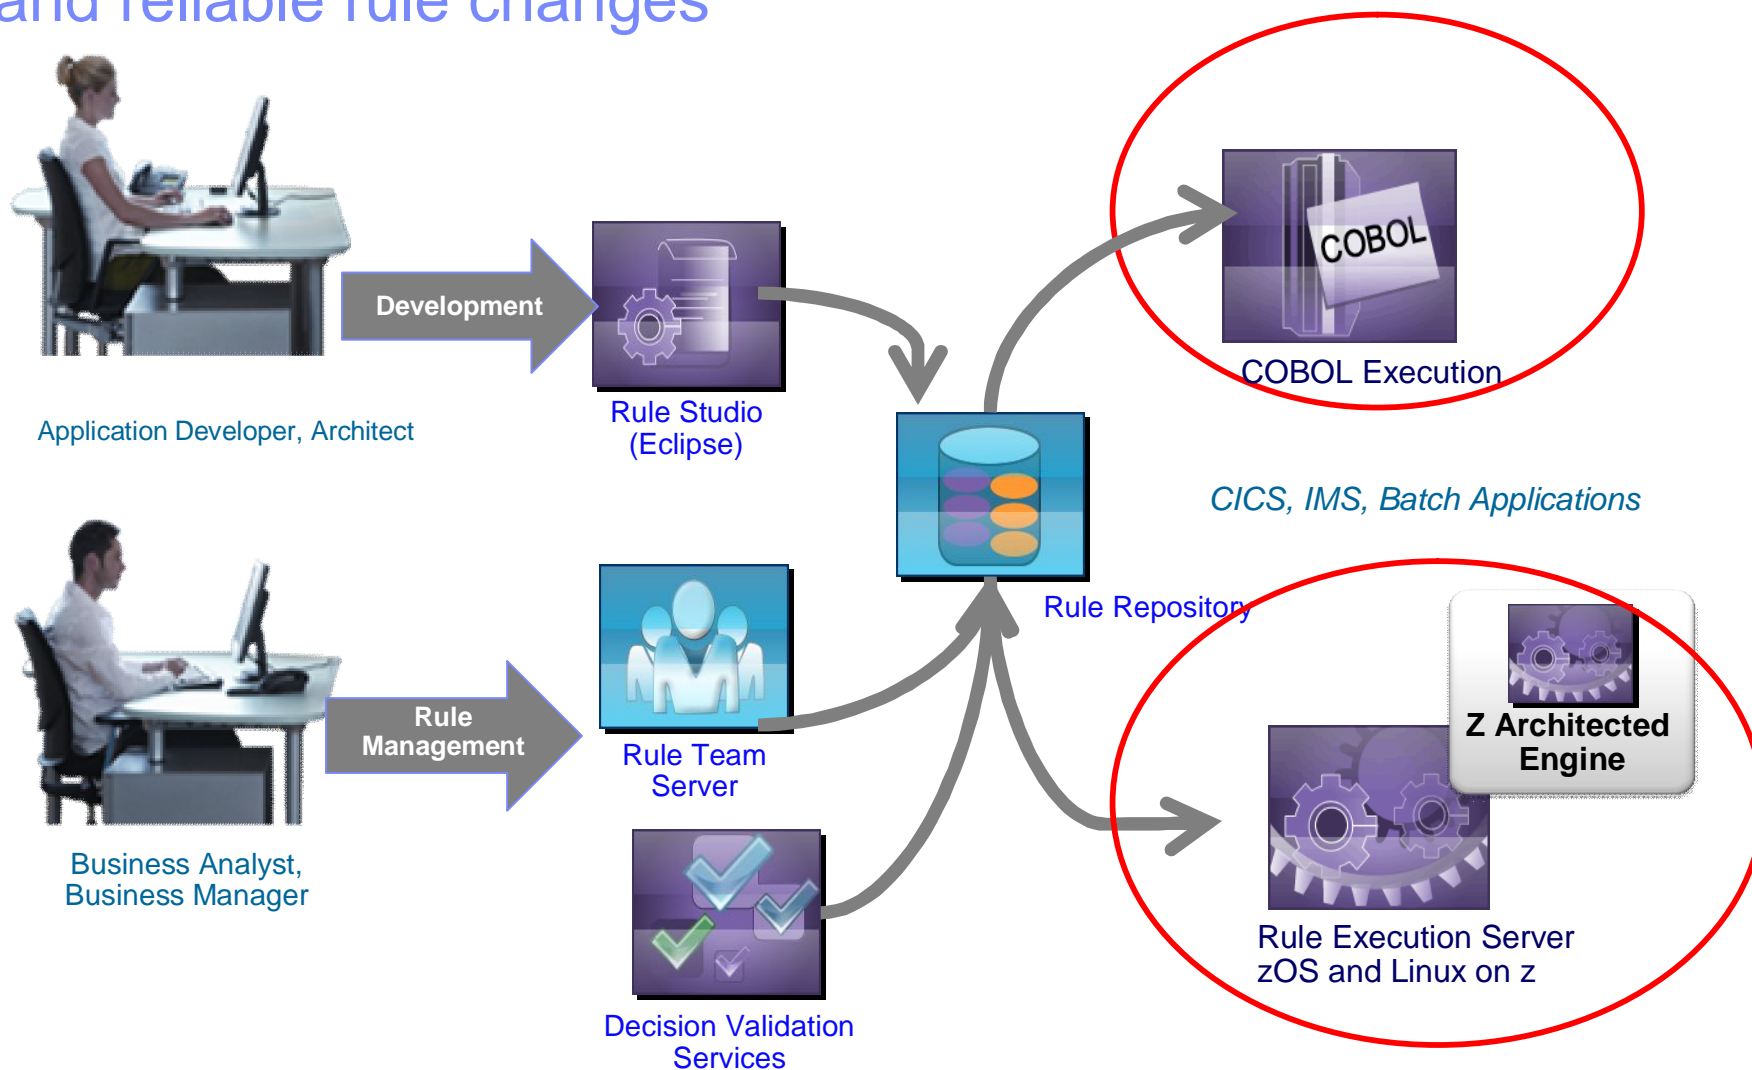 and reliable rule changes
COBOL
COBOL Execution
Development
Rule Studio
(Eclipse)
Application Developer, Architect
CICS, IMS, Batch Applications
Rule Repository
Z Architected
Engine
Rule
Management
Rule Team
Server
Business Analyst,
Business Manager
Rule Execution Server
zOS and Linux on z
Decision Validation
Services